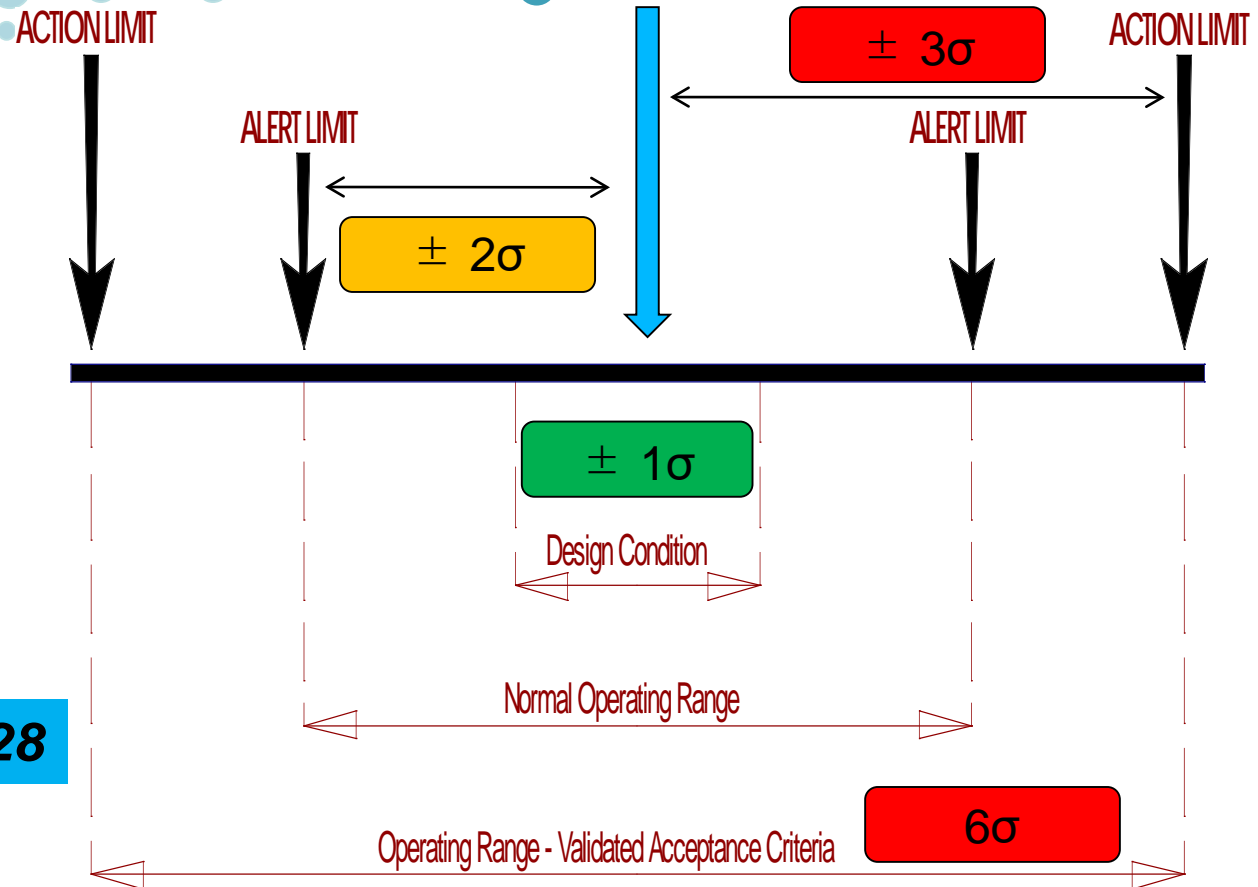 ACTION LIMIT
± 3σ
ACTION LIMIT
ALERT LIMIT
ALERT LIMIT
± 2σ
± 1σ
Design Condition
Normal Operating Range
28
6σ
Operating Range - Validated Acceptance Criteria